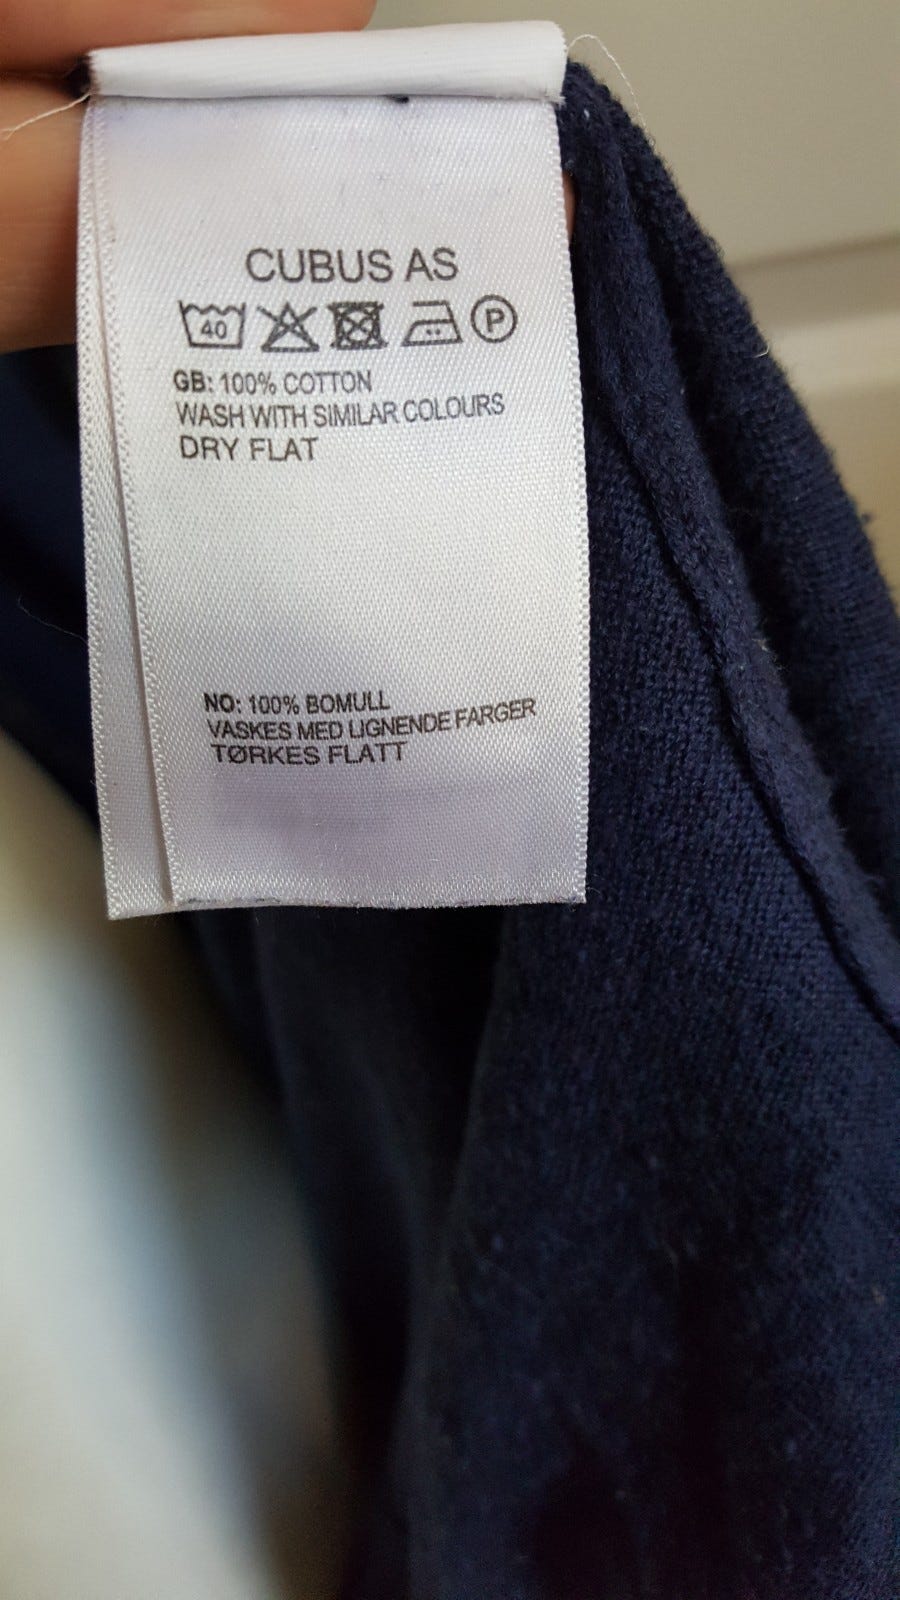 CUBUS AS
40 P
GB: 100% COTTON
WASH WITH SIMILAR COLOURS
DRY FLAT
NO: 100% BOMULL
VASKES MED LIGNENDE FARGER
TØRKES FLATT